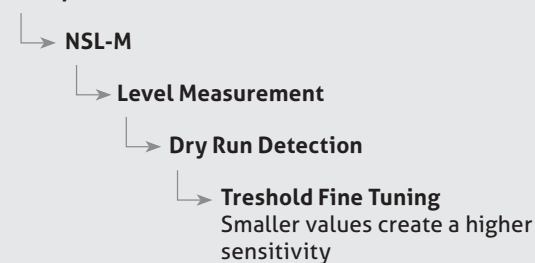 NSL-M
Level Measurement
Dry Run Detection
Treshold Fine Tuning
Smaller values create a higher
sensitivity